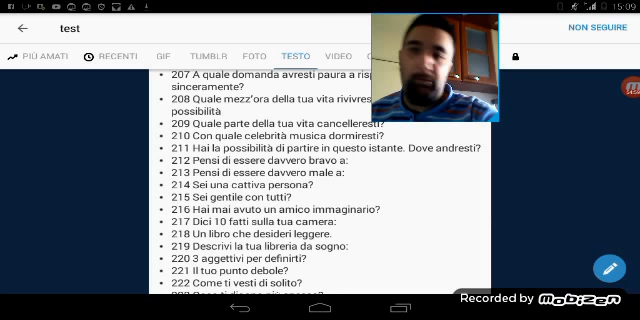 15:09
test
NON SEGUIRE
PIÙ AMATI RECENTI GIF TUMBLR FOTO TESTO VIDEO
207 A quale domanda avresti paura a
sinceramente?
208 Quale mezz'ora della tua vita
possibilità
209 Quale parte della tua vita cancelleresti?
210 Con quale celebrità musica dormiresti?
211 Hai la possibilità di partire in questo istante. Dove andresti?
212 Pensi di essere davvero bravo a:
213 Pensi di essere davvero male a:
214 Sei una cattiva persona?
215 Sei gentile con tutti?
216 Hai mai avuto un amico immaginario?
217 Dici 10 fatti sulla tua camera:
218 Un libro che desideri leggere.
219 Descrivi la tua libreria da sogno:
220 3 aggettivi per definirti?
221 Il tuo punto debole?
222 Come ti vesti di solito?
Recorded by Mobizen